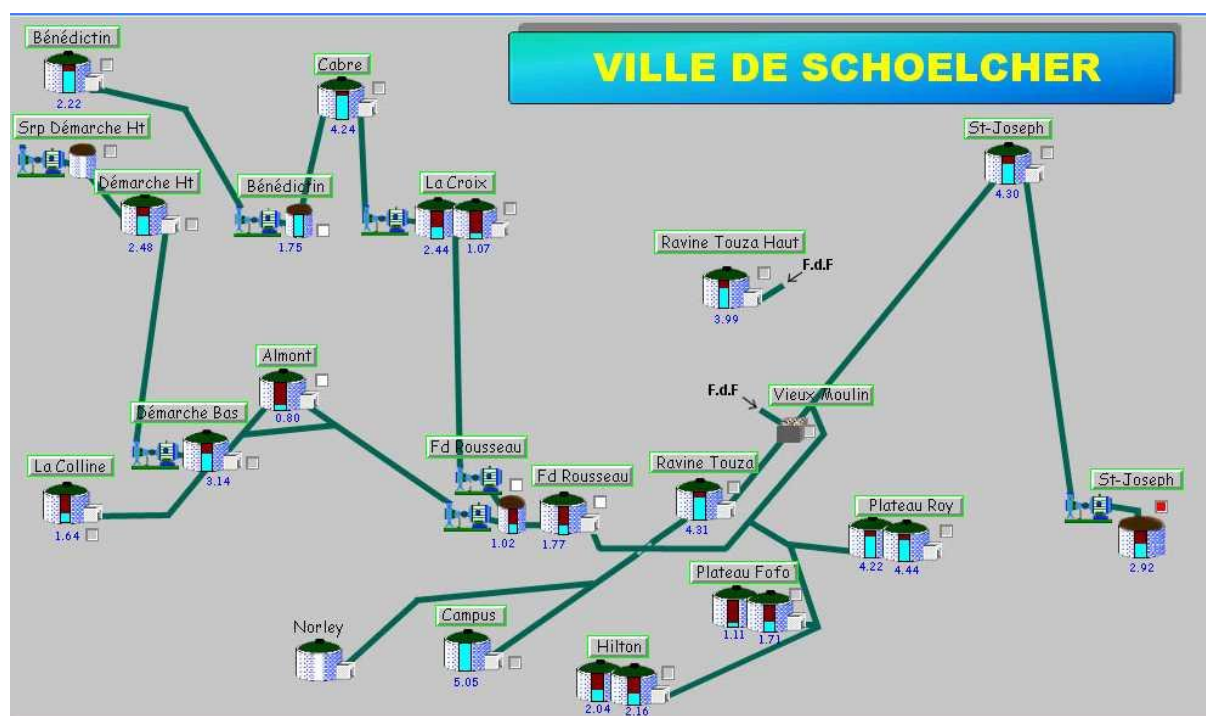 VILLE DE SCHOELCHER
Bénédictin
2.22
Cabre
4.24
Srp Démarche Ht
Démarche Ht
2.48
Bénédictin
1.75
La Croix
2.44 1.07
St-Joseph
4.30
Ravine Touza Haut
F.d.F
3.99
Almont
0.80
F.d.F
Vieux Moulin
Démarche Bas
3.14
La Colline
1.64
Fd Rousseau
1.02
Fd Rousseau
1.77
Ravine Touza
4.31
Plateau Roy
4.22 4.44
St-Joseph
2.92
Plateau Fofo
1.11 1.71
Norley
Campus
5.05
Hilton
2.04 2.16